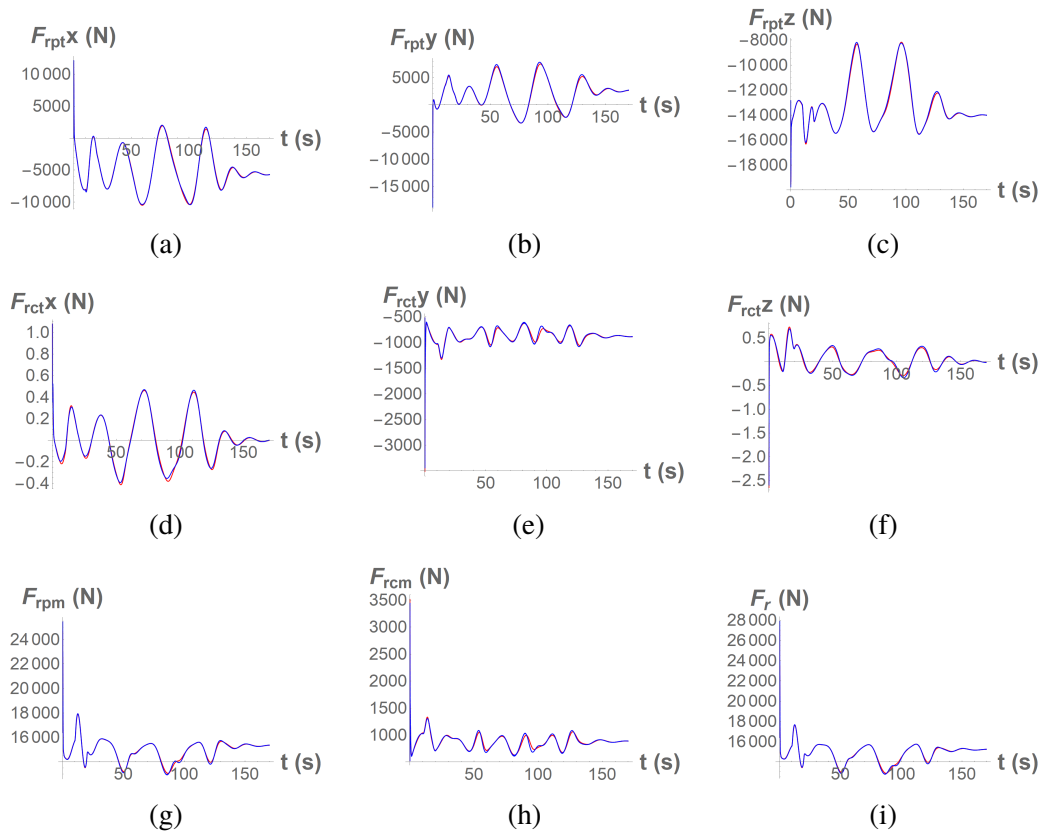 F_rpt x (N)
10 000
5000
−5000
−10 000
50
100
150
t (s)
(a)
F_rpt y (N)
5000
−5000
−10 000
−15 000
50
100
150
t (s)
(b)
F_rpt z (N)
−8000
−10 000
−12 000
−14 000
−16 000
−18 000
0
50
100
150
t (s)
(c)
F_rct x (N)
1.0
0.8
0.6
0.4
0.2
−0.2
−0.4
50
100
150
t (s)
(d)
F_rct y (N)
−500
−1000
−1500
−2000
−2500
−3000
50
100
150
t (s)
(e)
F_rct z (N)
0.5
−0.5
−1.0
−1.5
−2.0
−2.5
50
100
150
t (s)
(f)
F_rpm (N)
24 000
22 000
20 000
18 000
16 000
50
100
150
t (s)
(g)
F_rcm (N)
3500
3000
2500
2000
1500
1000
50
100
150
t (s)
(h)
F_r (N)
28 000
26 000
24 000
22 000
20 000
18 000
16 000
50
100
150
t (s)
(i)